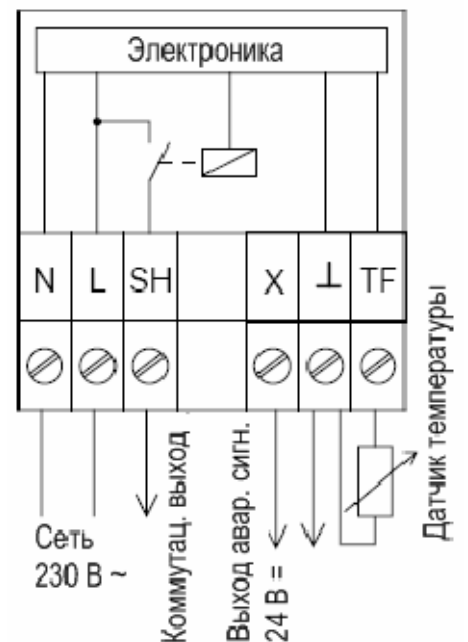 Электроника
N L SH X ⊥ TF
Сеть
230 В ~
Коммутац. выход
Выход авар. сигн.
24 В =
Датчик температуры